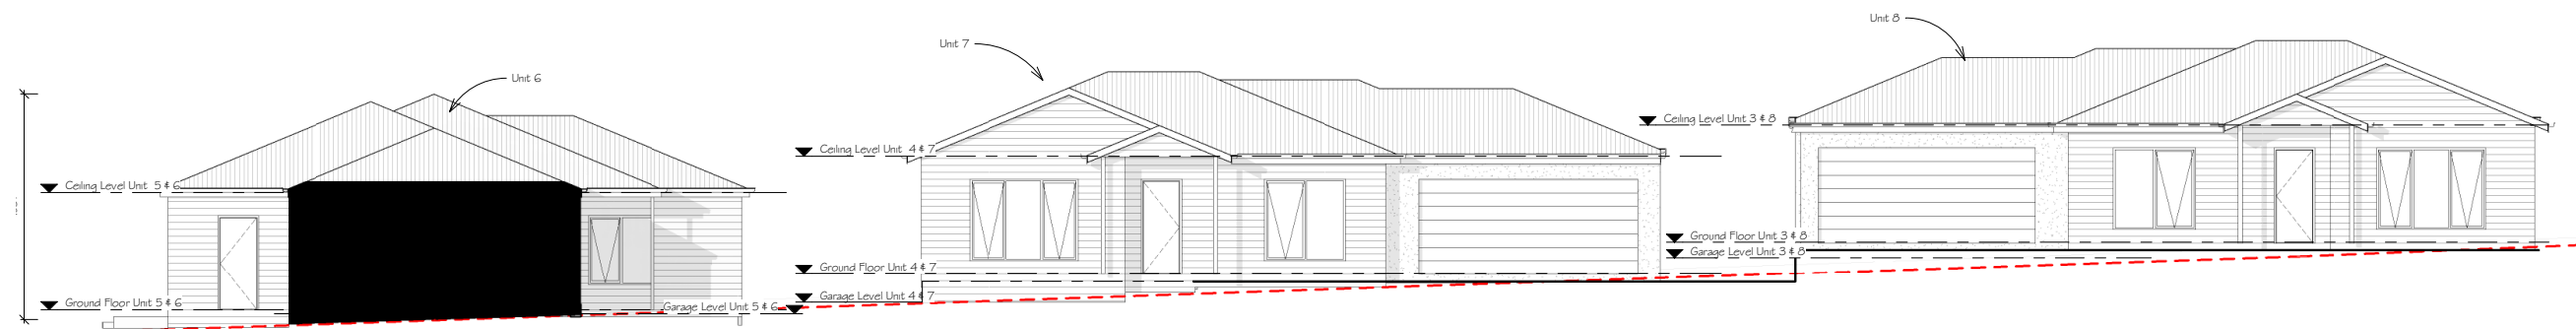 Unit 8
Unit 7
Unit 6
Ceiling Level Unit 3 & 8
Ceiling Level Unit 4 & 7
Ceiling Level Unit 5 & 6
Ground Floor Unit 3 & 8
Garage Level Unit 3 & 8
Ground Floor Unit 4 & 7
Garage Level Unit 4 & 7
Ground Floor Unit 5 & 6
Garage Level Unit 5 & 6